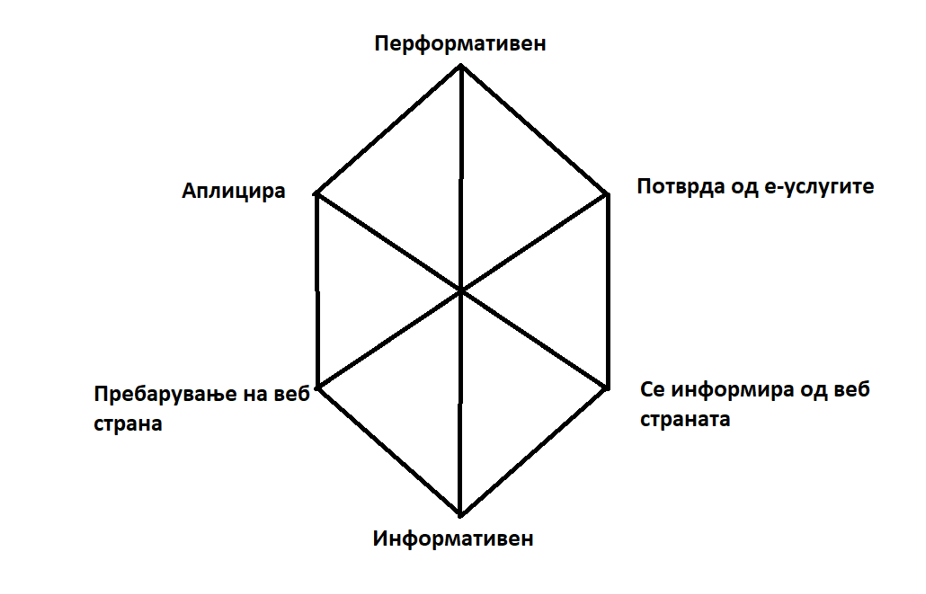 Перформативен
Аплицира
Потврда од е-услугите
Пребарување на веб
страна
Се информира од веб
страната
Информативен